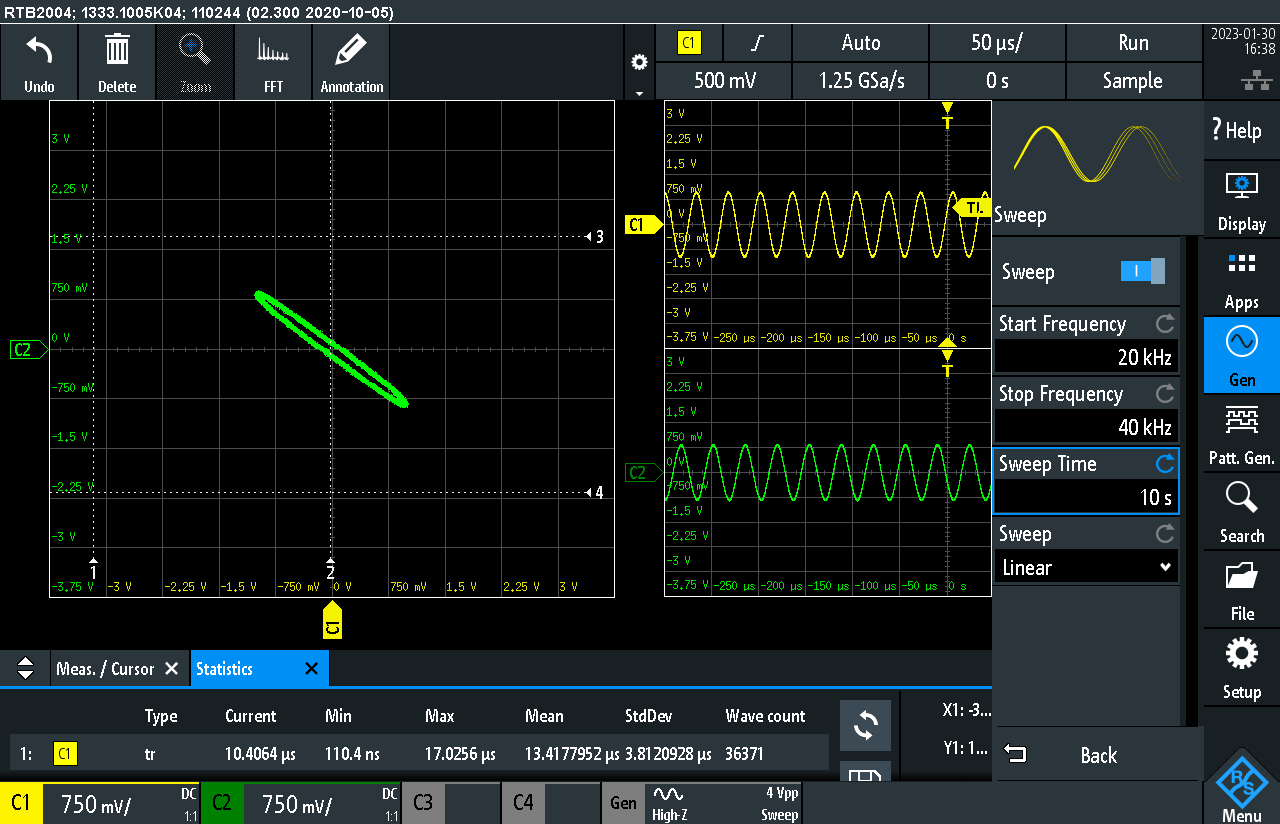 RTB2004; 1333.1005K04; 110244 (02.300 2020-10-05)
Undo
Delete
Zoom
FFT
Annotation
C1
Auto
50 µs/
Run
500 mV
1.25 GSa/s
0 s
Sample
2023-01-30
16:38
3 V
2.25 V
1.5 V
750 mV
0 V
-750 mV
-1.5 V
-2.25 V
-3 V
-3.75 V
-3 V
-2.25 V
-1.5 V
-750 mV
0 V
750 mV
1.5 V
2.25 V
3 V
3
4
1
2
C2
C1
3 V
2.25 V
1.5 V
750 mV
0 V
-750 mV
-1.5 V
-2.25 V
-3 V
-3.75 V
-250 µs
-200 µs
-150 µs
-100 µs
-50 µs
0 s
T
TL
C1
3 V
2.25 V
1.5 V
750 mV
0 V
-750 mV
-1.5 V
-2.25 V
-3 V
-3.75 V
-250 µs
-200 µs
-150 µs
-100 µs
-50 µs
0 s
T
C2
Sweep
Sweep
Start Frequency
20 kHz
Stop Frequency
40 kHz
Sweep Time
10 s
Sweep
Linear
Back
? Help
Display
Apps
Gen
Patt. Gen.
Search
File
Setup
R&S
Menu
Meas. / Cursor
Statistics
Type Current Min Max Mean StdDev Wave count
1: C1 tr 10.4064 µs 110.4 ns 17.0256 µs 13.4177952 µs 3.8120928 µs 36371
X1: -3...
Y1: 1...
C1 750 mV/ DC 1:1
C2 750 mV/ DC 1:1
C3
C4
Gen
High-Z
4 Vpp
Sweep